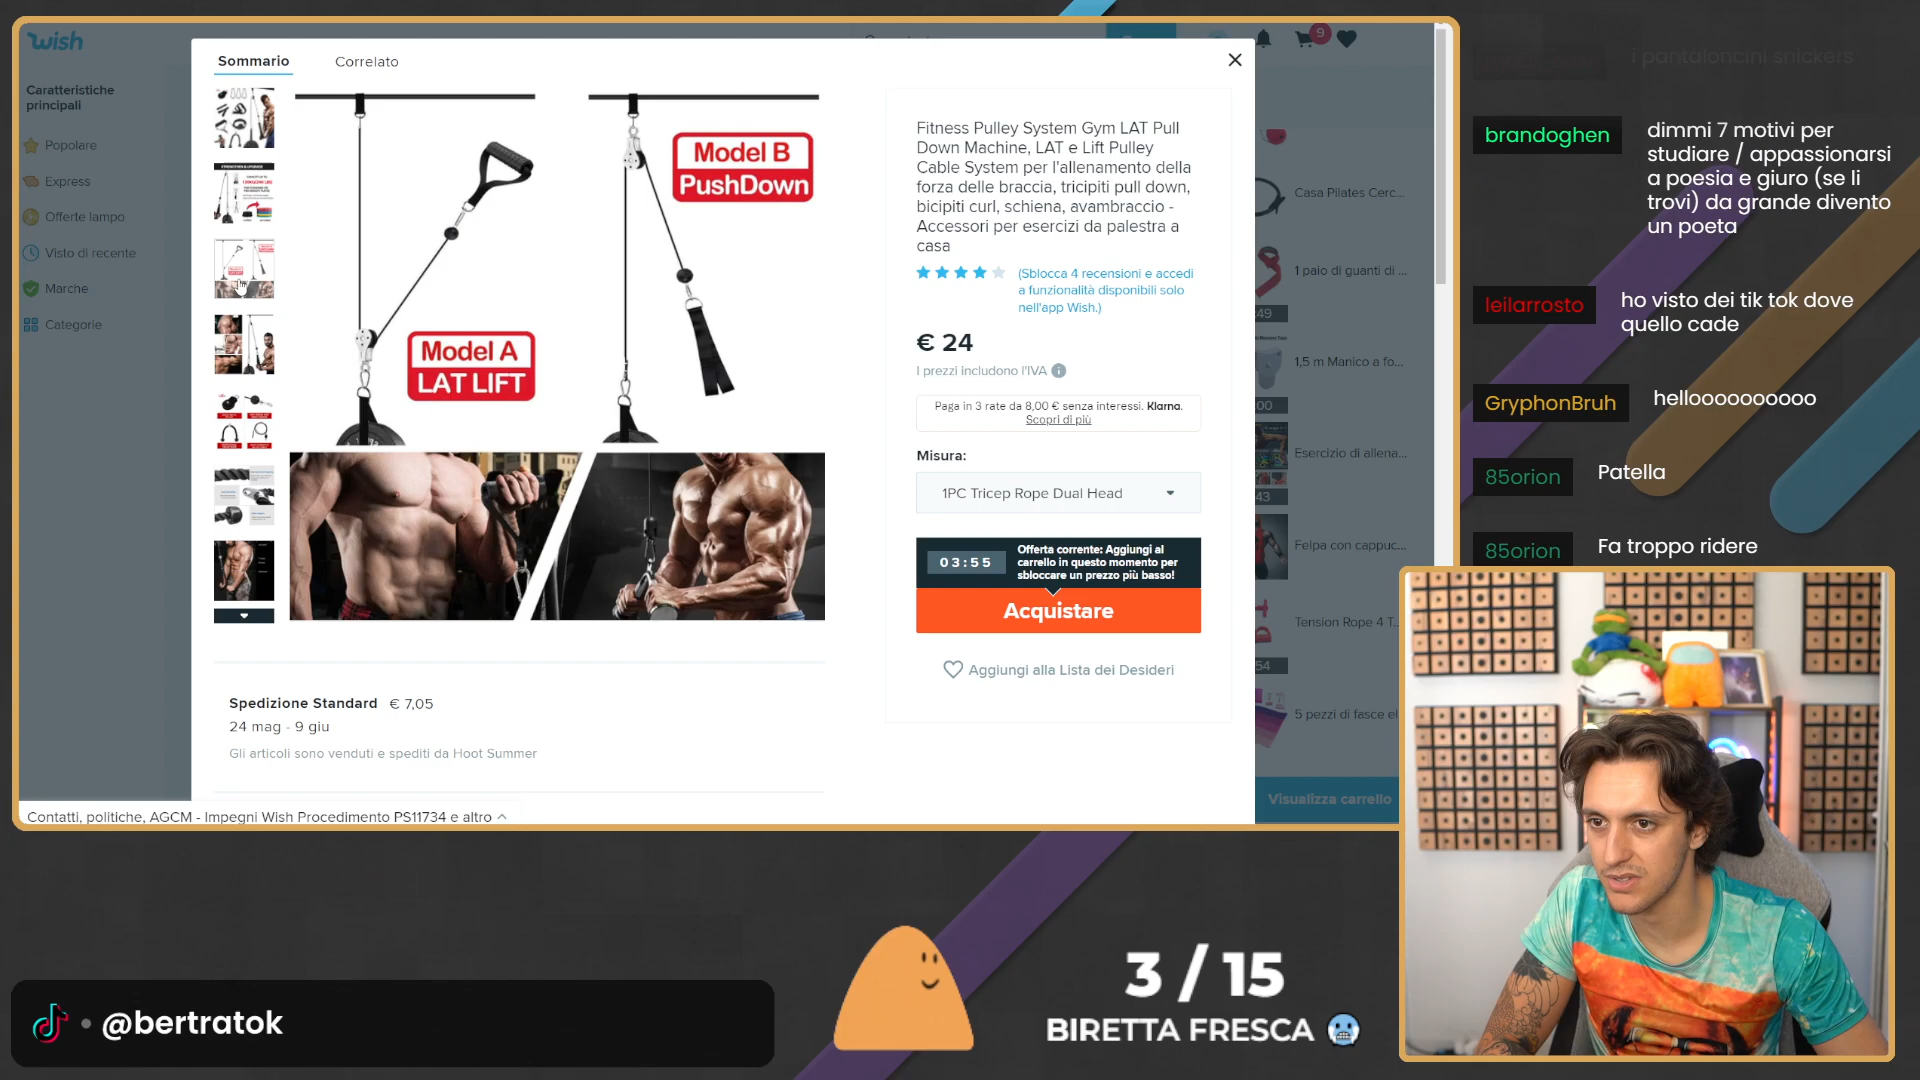 wish
Caratteristiche
principali
Popolare
Express
Offerte lampo
Visto di recente
Marche
Categorie
Sommario
Correlato
Model A
LAT LIFT
Model B
PushDown
Fitness Pulley System Gym LAT Pull
Down Machine, LAT e Lift Pulley
Cable System per l'allenamento della
forza delle braccia, tricipiti pull down,
bicipiti curl, schiena, avambraccio -
Accessori per esercizi da palestra a
casa
(Sblocca 4 recensioni e accedi
a funzionalità disponibili solo
nell'app Wish.)
€ 24
I prezzi includono l'IVA
Paga in 3 rate da 8,00 € senza interessi. Klarna.
Scopri di più
Misura:
1PC Tricep Rope Dual Head
03:55
Offerta corrente: Aggiungi al
carrello in questo momento per
sbloccare un prezzo più basso!
Acquistare
Aggiungi alla Lista dei Desideri
Spedizione Standard € 7,05
24 mag - 9 giu
Gli articoli sono venduti e spediti da Hoot Summer
Contatti, politiche, AGCM - Impegni Wish Procedimento PS11734 e altro
9
Casa Pilates Cerc...
1 paio di guanti di ...
:49
1,5 m Manico a fo...
:00
Esercizio di allena...
:43
Felpa con cappuc...
Tension Rope 4 T...
:54
5 pezzi di fasce el
Visualizza carrello
i pantaloncini snickers
brandoghen
dimmi 7 motivi per
studiare / appassionarsi
a poesia e giuro (se li
trovi) da grande divento
un poeta
leilarrosto
ho visto dei tik tok dove
quello cade
GryphonBruh
helloooooooooo
85orion
Patella
85orion
Fa troppo ridere
@bertratok
3 / 15
BIRETTA FRESCA